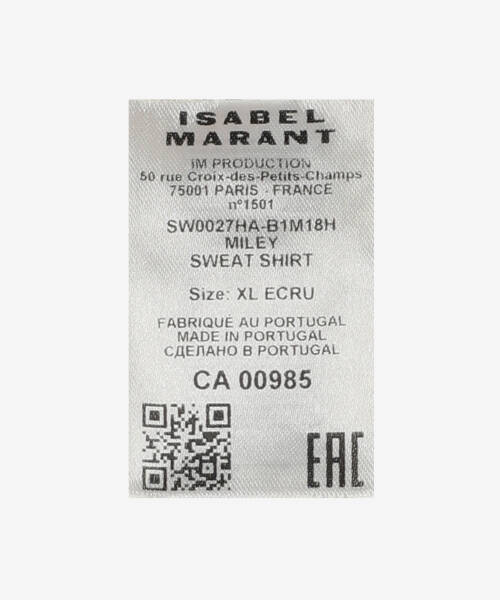 ISABEL
MARANT
IM PRODUCTION
50 rue Croix-des-Petits-Champs
75001 PARIS - FRANCE
n°1501
SW0027HA-B1M18H
MILEY
SWEAT SHIRT
Size: XL ECRU
FABRIQUÉ AU PORTUGAL
MADE IN PORTUGAL
СДЕЛАНО В PORTUGAL
CA 00985
EAC